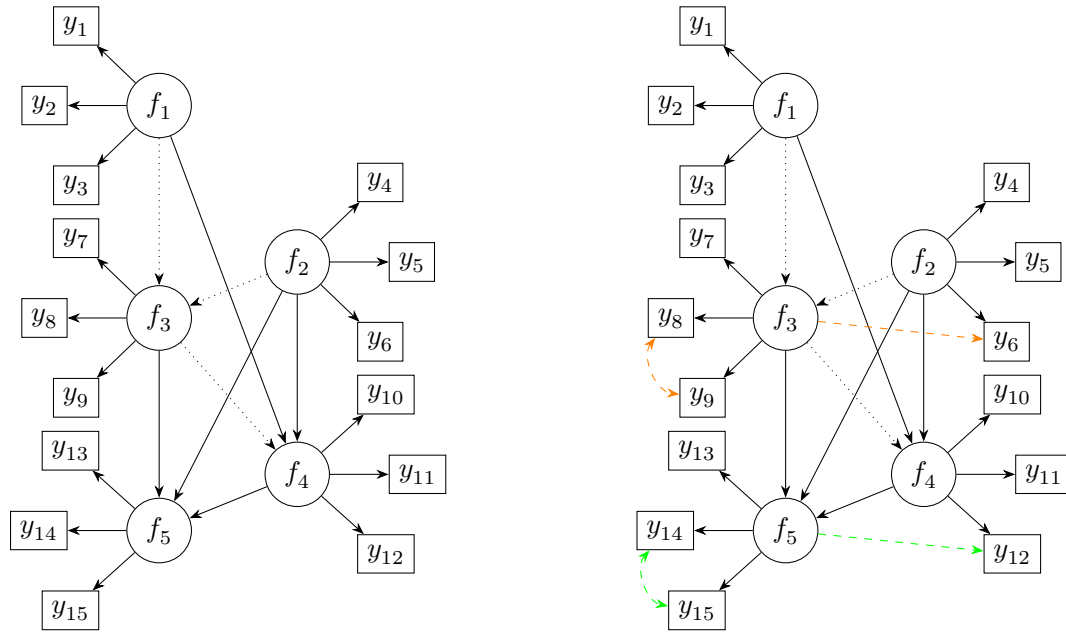 y₁
y₂
f₁
y₃
y₄
y₇
f₂
y₅
y₈
f₃
y₆
y₉
y₁₀
y₁₃
f₄
y₁₁
y₁₄
f₅
y₁₂
y₁₅
y₁
y₂
f₁
y₃
y₄
y₇
f₂
y₅
y₈
f₃
y₆
y₉
y₁₀
y₁₃
f₄
y₁₁
y₁₄
f₅
y₁₂
y₁₅